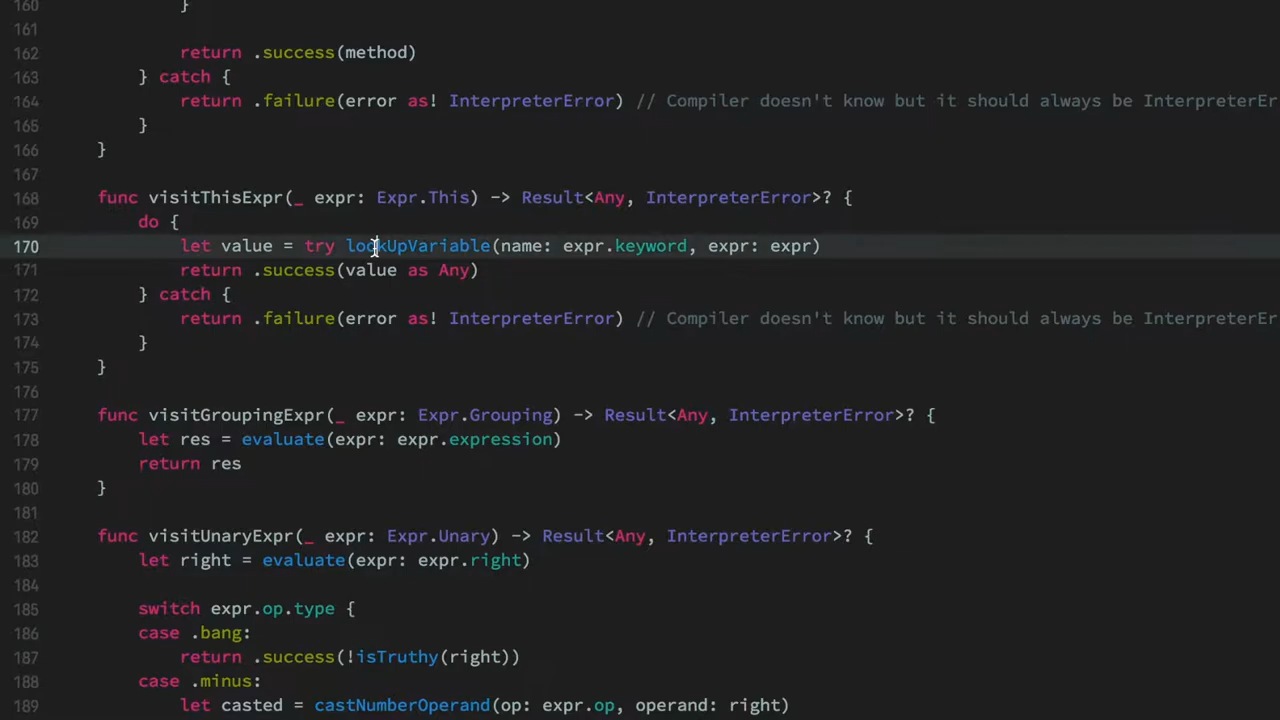 160 }
161
162 return .success(method)
163 } catch {
164 return .failure(error as! InterpreterError) // Compiler doesn't know but it should always be InterpreterEr
165 }
166 }
167
168 func visitThisExpr(_ expr: Expr.This) -> Result<Any, InterpreterError>? {
169 do {
170 let value = try lookUpVariable(name: expr.keyword, expr: expr)
171 return .success(value as Any)
172 } catch {
173 return .failure(error as! InterpreterError) // Compiler doesn't know but it should always be InterpreterEr
174 }
175 }
176
177 func visitGroupingExpr(_ expr: Expr.Grouping) -> Result<Any, InterpreterError>? {
178 let res = evaluate(expr: expr.expression)
179 return res
180 }
181
182 func visitUnaryExpr(_ expr: Expr.Unary) -> Result<Any, InterpreterError>? {
183 let right = evaluate(expr: expr.right)
184
185 switch expr.op.type {
186 case .bang:
187 return .success(!isTruthy(right))
188 case .minus:
189 let casted = castNumberOperand(op: expr.op, operand: right)